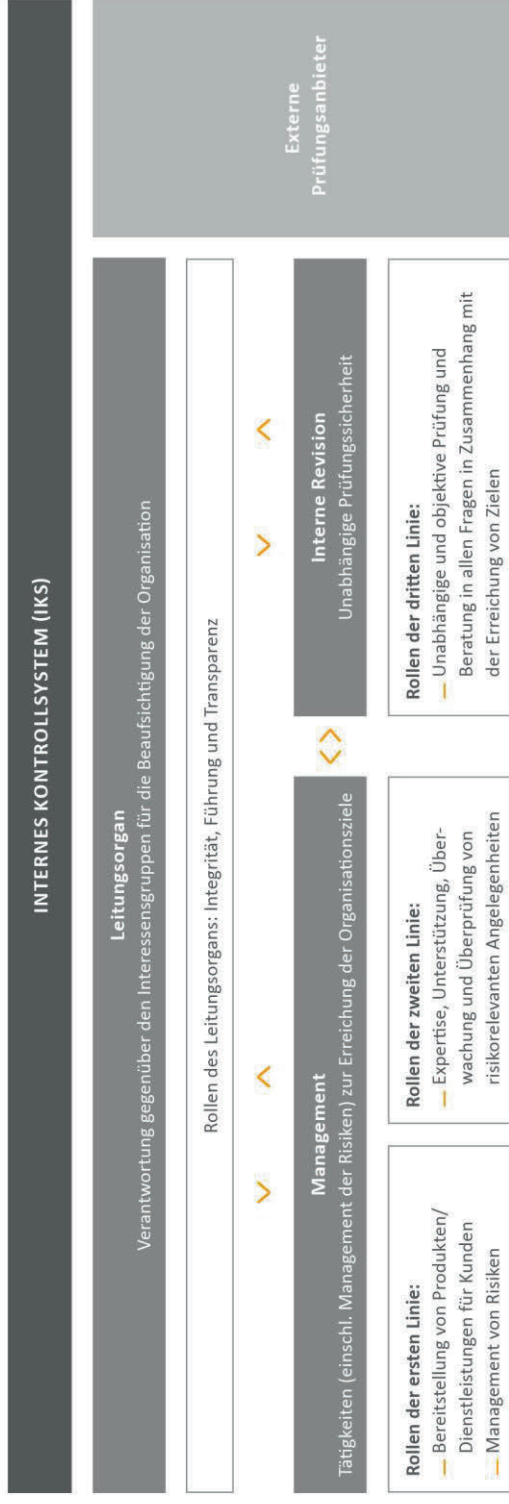 INTERNES KONTROLLSYSTEM (IKS)
Leitungsorgan
Verantwortung gegenüber den Interessensgruppen für die Beaufsichtigung der Organisation
Rollen des Leitungsorgans: Integrität, Führung und Transparenz
Management
Tätigkeiten (einschl. Management der Risiken) zur Erreichung der Organisationsziele
Rollen der ersten Linie:
— Bereitstellung von Produkten/
Dienstleistungen für Kunden
— Management von Risiken
Rollen der zweiten Linie:
— Expertise, Unterstützung, Über-
wachung und Überprüfung von
risikorelevanten Angelegenheiten
Interne Revision
Unabhängige Prüfungssicherheit
Rollen der dritten Linie:
— Unabhängige und objektive Prüfung und
Beratung in allen Fragen in Zusammenhang mit
der Erreichung von Zielen
Externe
Prüfungsanbieter